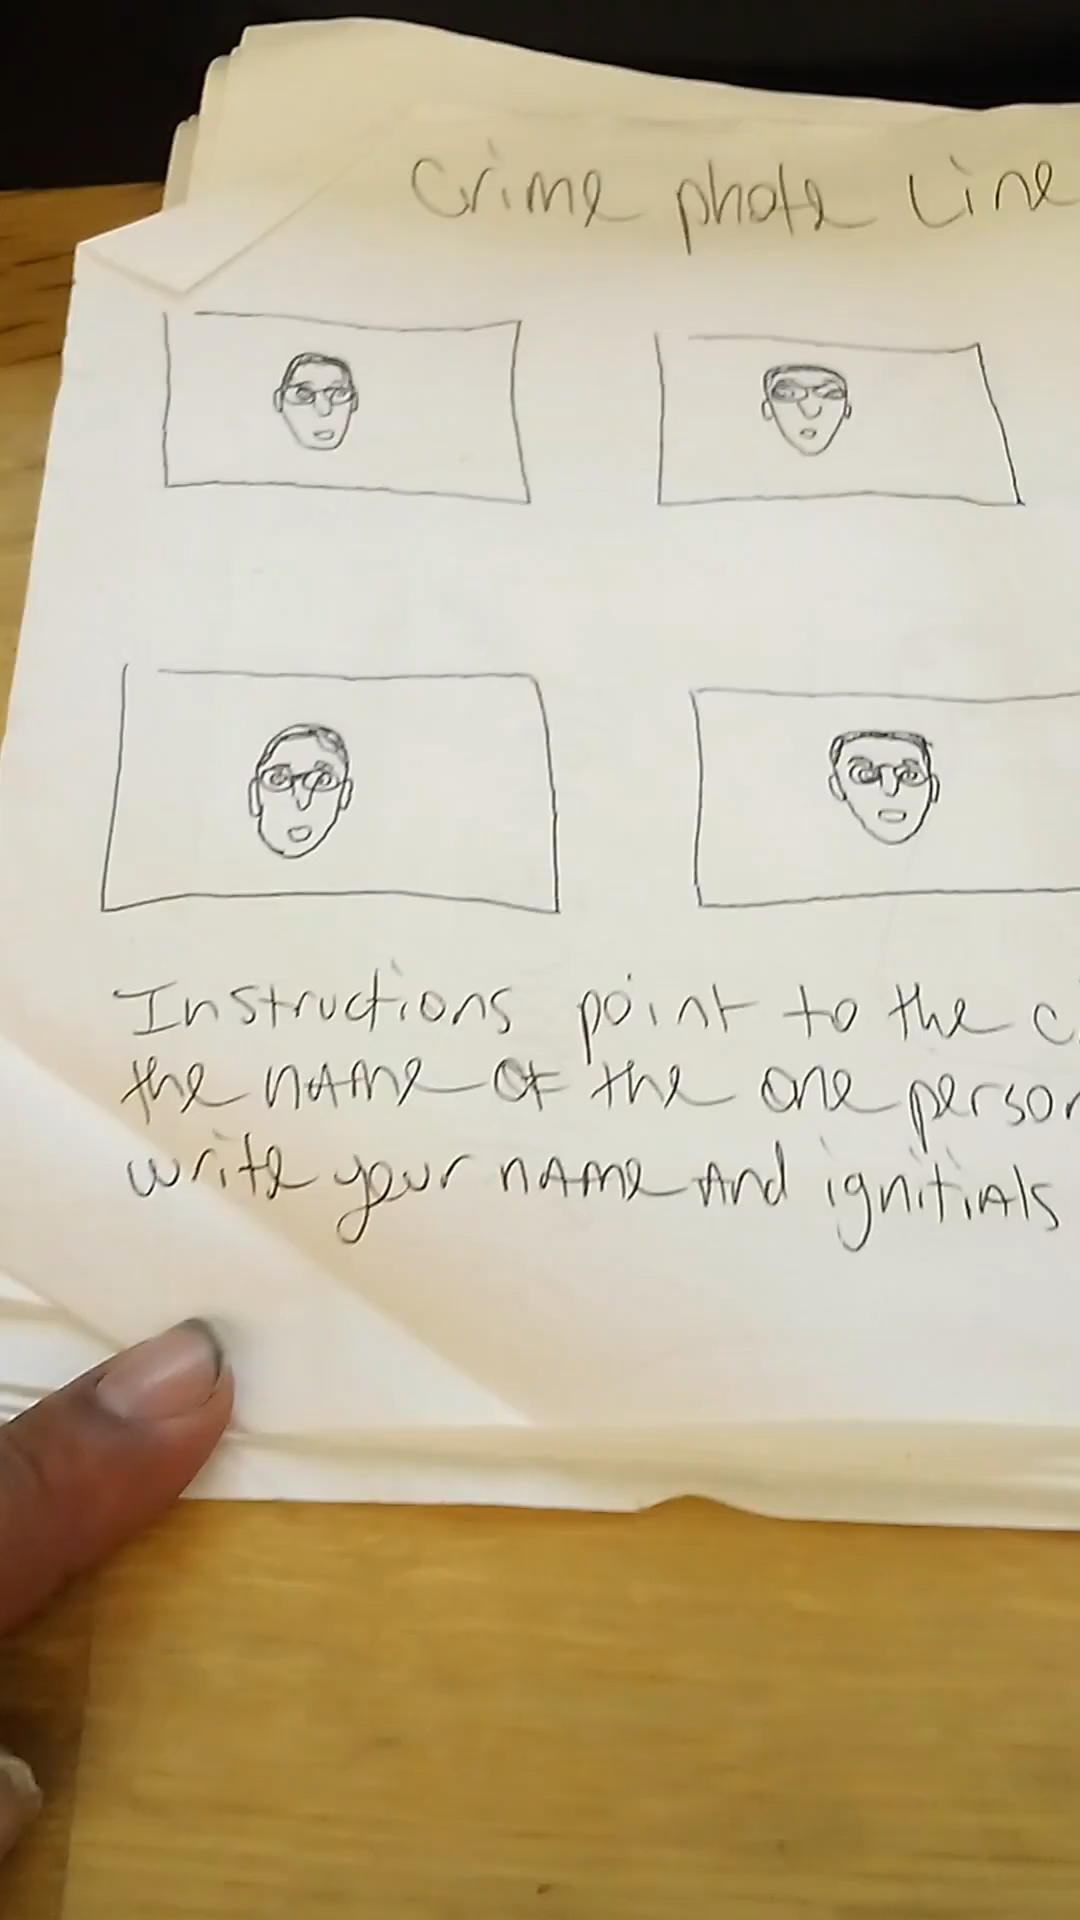 Crime photo Line
Instructions point to the c
the name of the one person
write your name and ignitials